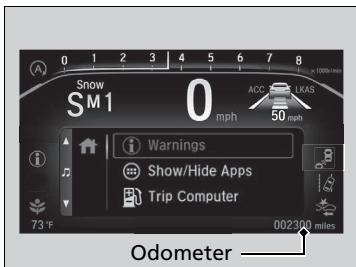 A
0 1 2 3 4 5 6 7 8 x 1000r/min
Snow
SM1
0 mph
ACC LKAS
50 mph
i Warnings
Show/Hide Apps
Trip Computer
73°F
002300 miles
Odometer